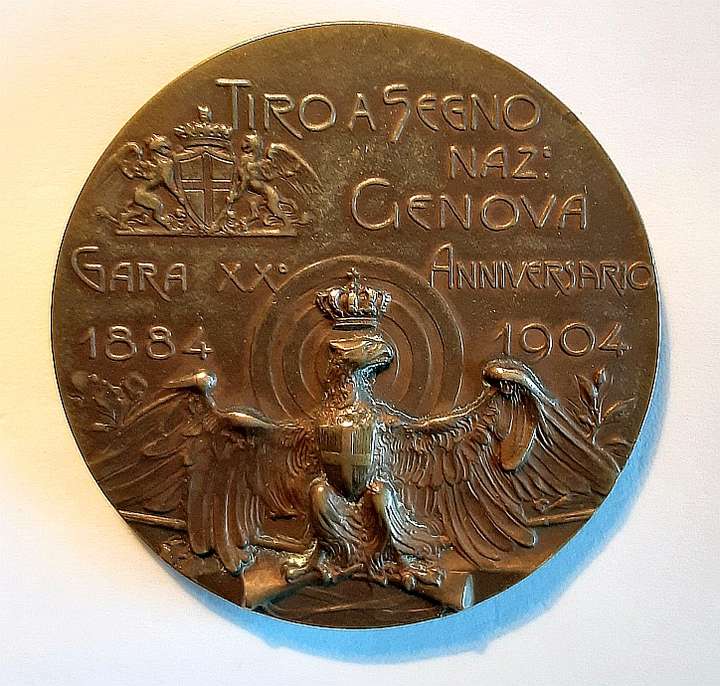 TIRO A SEGNO
NAZ:
GENOVA
GARA XX° ANNIVERSARIO
1884 1904